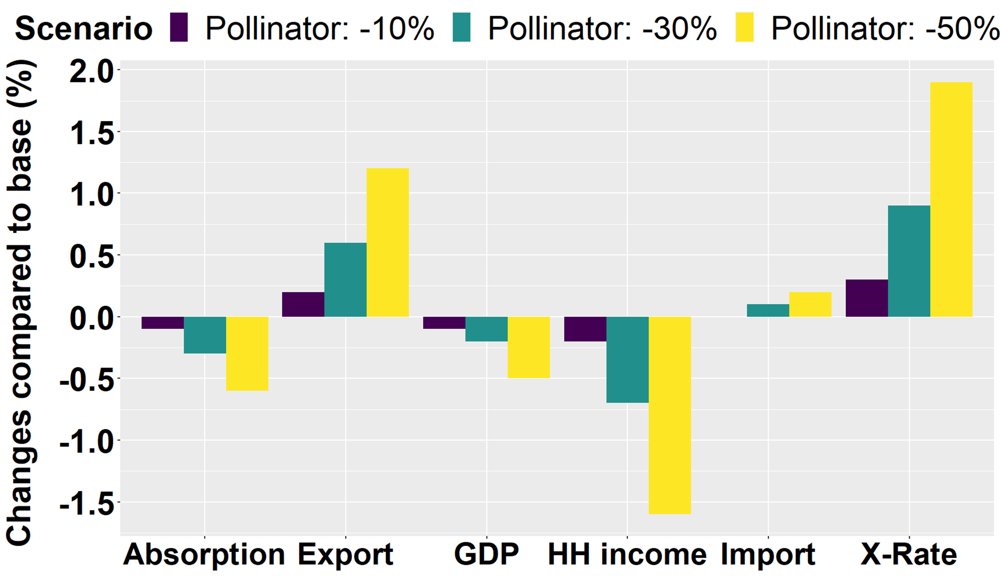 Scenario Pollinator: -10% Pollinator: -30% Pollinator: -50%
Changes compared to base (%)
2.0
1.5
1.0
0.5
0.0
-0.5
-1.0
-1.5
Absorption Export GDP HH income Import X-Rate